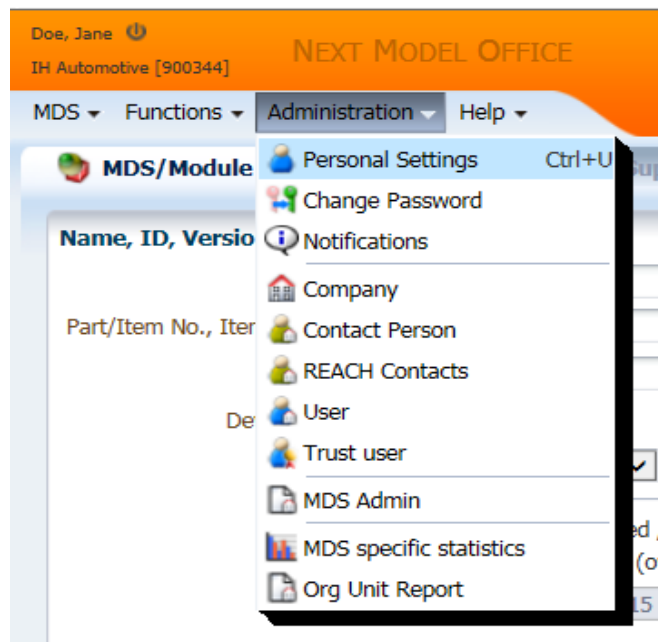 Doe, Jane
NEXT MODEL OFFICE
IH Automotive [900344]
MDS Functions Administration Help
MDS/Module
Personal Settings Ctrl+U
Change Password
Name, ID, Versio
Notifications
Company
Part/Item No., Iter
Contact Person
REACH Contacts
User
De
Trust user
MDS Admin
ed
MDS specific statistics
(o
Org Unit Report
15